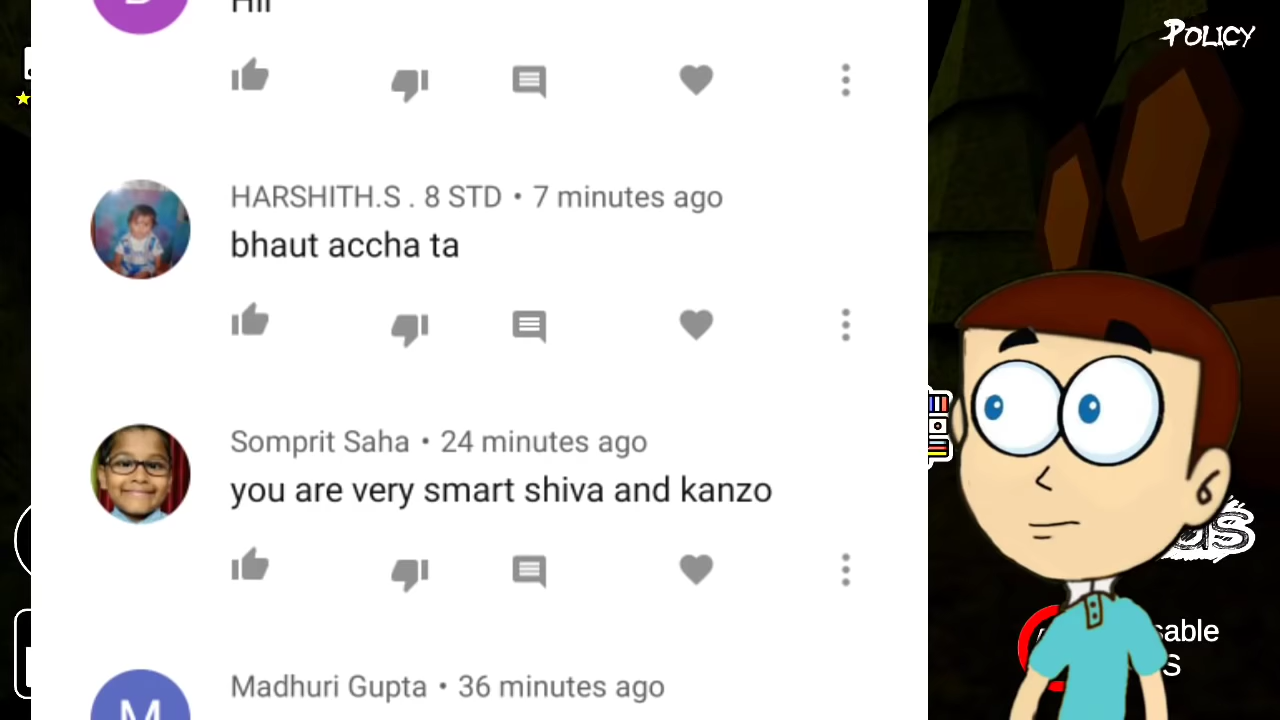 Hii
POLICY
HARSHITH.S . 8 STD • 7 minutes ago
bhaut accha ta
Somprit Saha • 24 minutes ago
you are very smart shiva and kanzo
Madhuri Gupta • 36 minutes ago
M